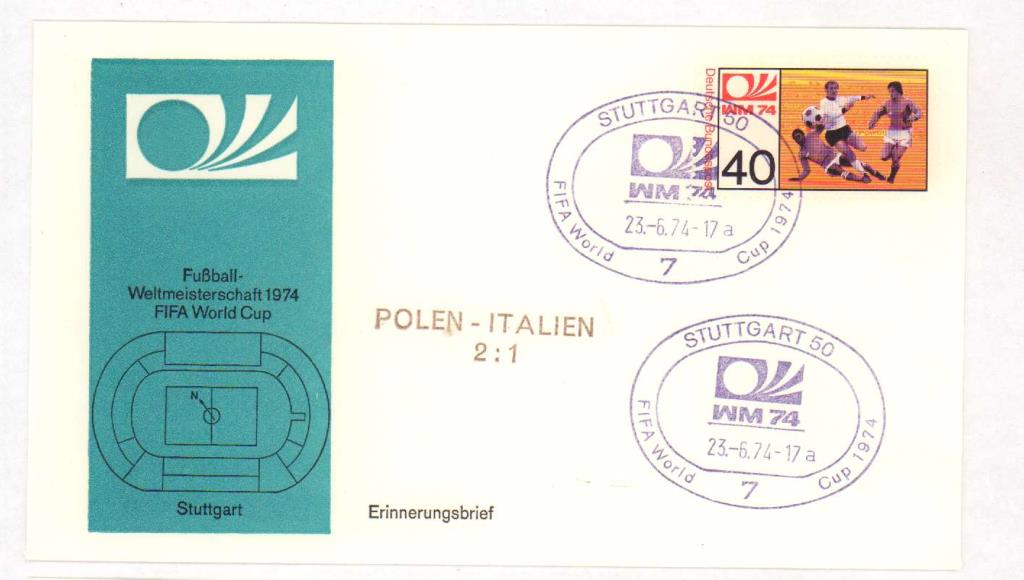 Fußball-
Weltmeisterschaft 1974
FIFA World Cup
N
Stuttgart
POLEN - ITALIEN
2:1
Erinnerungsbrief
Deutsche Bundespost
WM 74
40
STUTTGART 50
WM 74
23.-6.74-17 a
FIFA World Cup 1974
7
STUTTGART 50
WM 74
23.-6.74-17 a
FIFA World Cup 1974
7